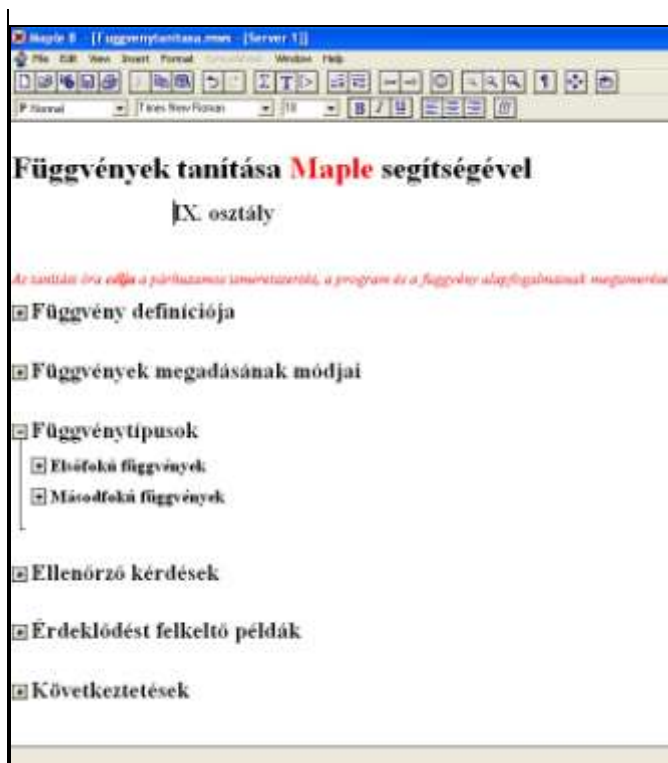 Maple 8 - [Fuggvenytanitasa.mws - [Server 1]]
File Edit View Insert Format Window Help
P Normal Times New Roman 18 B I U
Függvények tanítása Maple segítségével
IX. osztály
Az tanítási óra célja a párhuzamos ismeretszerzés, a program és a függvény alapfogalmainak megismerése
Függvény definíciója
Függvények megadásának módjai
Függvénytípusok
Elsőfokú függvények
Másodfokú függvények
Ellenőrző kérdések
Érdeklődést felkeltő példák
Következtetések